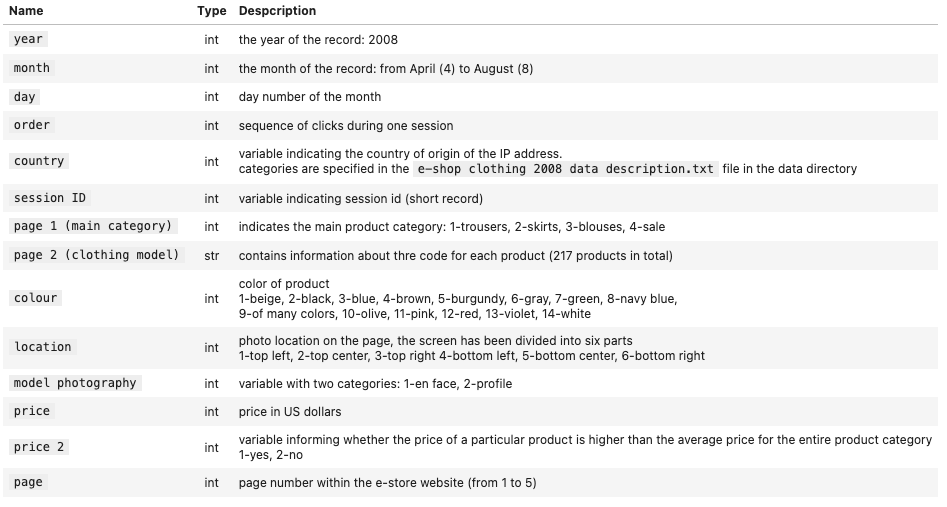 Name Type Despcription
year int the year of the record: 2008
month int the month of the record: from April (4) to August (8)
day int day number of the month
order int sequence of clicks during one session
country int variable indicating the country of origin of the IP address.
categories are specified in the e-shop clothing 2008 data description.txt file in the data directory
session ID int variable indicating session id (short record)
page 1 (main category) int indicates the main product category: 1-trousers, 2-skirts, 3-blouses, 4-sale
page 2 (clothing model) str contains information about thre code for each product (217 products in total)
colour int color of product
1-beige, 2-black, 3-blue, 4-brown, 5-burgundy, 6-gray, 7-green, 8-navy blue,
9-of many colors, 10-olive, 11-pink, 12-red, 13-violet, 14-white
location int photo location on the page, the screen has been divided into six parts
1-top left, 2-top center, 3-top right 4-bottom left, 5-bottom center, 6-bottom right
model photography int variable with two categories: 1-en face, 2-profile
price int price in US dollars
price 2 int variable informing whether the price of a particular product is higher than the average price for the entire product category
1-yes, 2-no
page int page number within the e-store website (from 1 to 5)